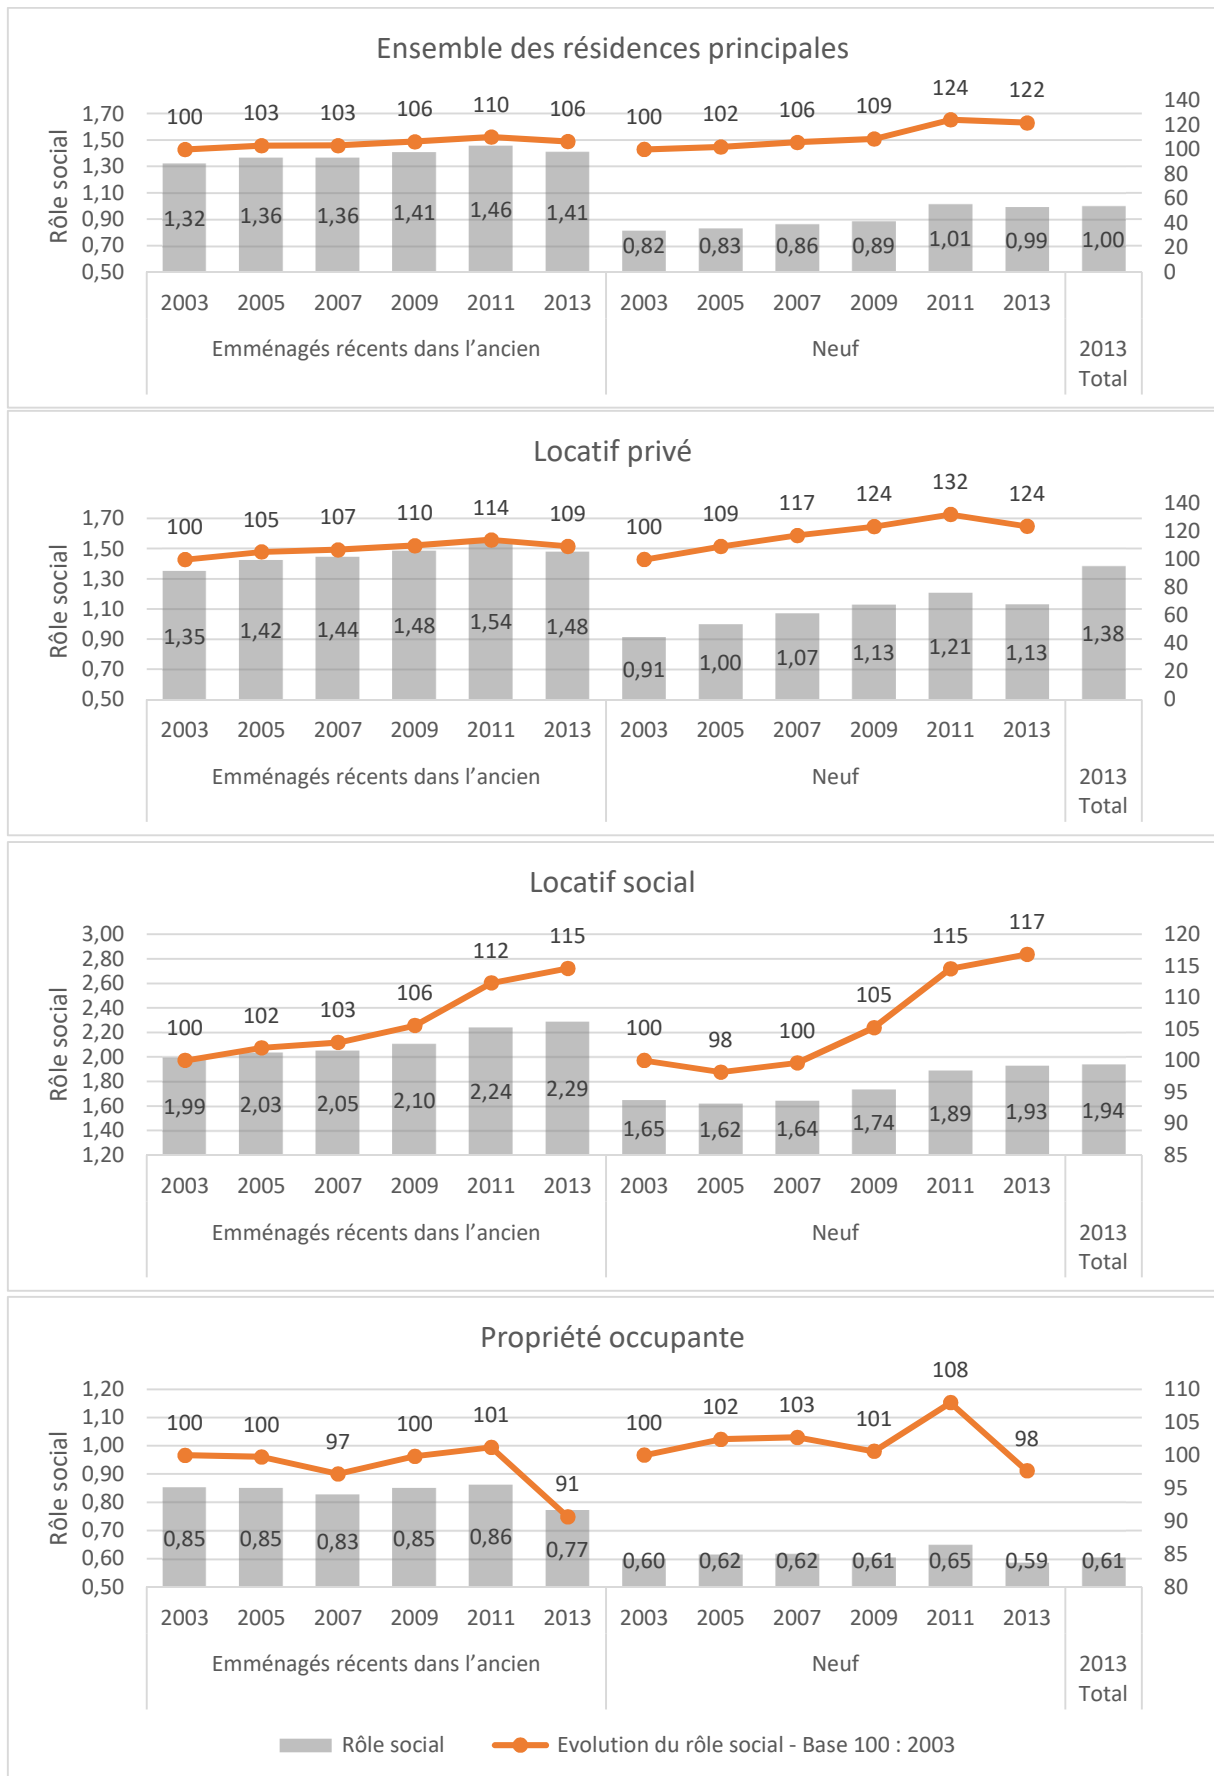 Ensemble des résidences principales
100 103 103 106 110 106 100 102 106 109 124 122
Rôle social
1,70
1,50
1,30
1,10
0,90
0,70
0,50
140
120
100
80
60
40
20
0
1,32 1,36 1,36 1,41 1,46 1,41 0,82 0,83 0,86 0,89 1,01 0,99 1,00
2003 2005 2007 2009 2011 2013 2003 2005 2007 2009 2011 2013
Emménagés récents dans l’ancien Neuf 2013
Total
Locatif privé
100 105 107 110 114 109 100 109 117 124 132 124
Rôle social
1,70
1,50
1,30
1,10
0,90
0,70
0,50
140
120
100
80
60
40
20
0
1,35 1,42 1,44 1,48 1,54 1,48 0,91 1,00 1,07 1,13 1,21 1,13 1,38
2003 2005 2007 2009 2011 2013 2003 2005 2007 2009 2011 2013
Emménagés récents dans l’ancien Neuf 2013
Total
Locatif social
100 102 103 106 112 115 100 98 100 105 115 117
Rôle social
3,00
2,80
2,60
2,40
2,20
2,00
1,80
1,60
1,40
1,20
120
115
110
105
100
95
90
85
1,99 2,03 2,05 2,10 2,24 2,29 1,65 1,62 1,64 1,74 1,89 1,93 1,94
2003 2005 2007 2009 2011 2013 2003 2005 2007 2009 2011 2013
Emménagés récents dans l’ancien Neuf 2013
Total
Propriété occupante
100 100 97 100 101 91 100 102 103 101 108 98
Rôle social
1,20
1,10
1,00
0,90
0,80
0,70
0,60
0,50
110
105
100
95
90
85
80
0,85 0,85 0,83 0,85 0,86 0,77 0,60 0,62 0,62 0,61 0,65 0,59 0,61
2003 2005 2007 2009 2011 2013 2003 2005 2007 2009 2011 2013
Emménagés récents dans l’ancien Neuf 2013
Total
Rôle social Evolution du rôle social - Base 100 : 2003